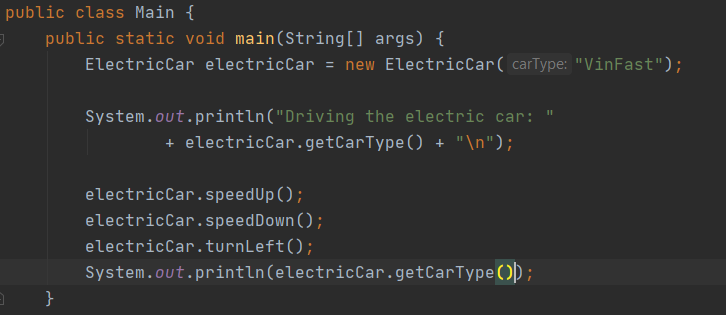 public class Main {
    public static void main(String[] args) {
        ElectricCar electricCar = new ElectricCar( carType: "VinFast");

        System.out.println("Driving the electric car: "
                + electricCar.getCarType() + "\n");

        electricCar.speedUp();
        electricCar.speedDown();
        electricCar.turnLeft();
        System.out.println(electricCar.getCarType());
    }